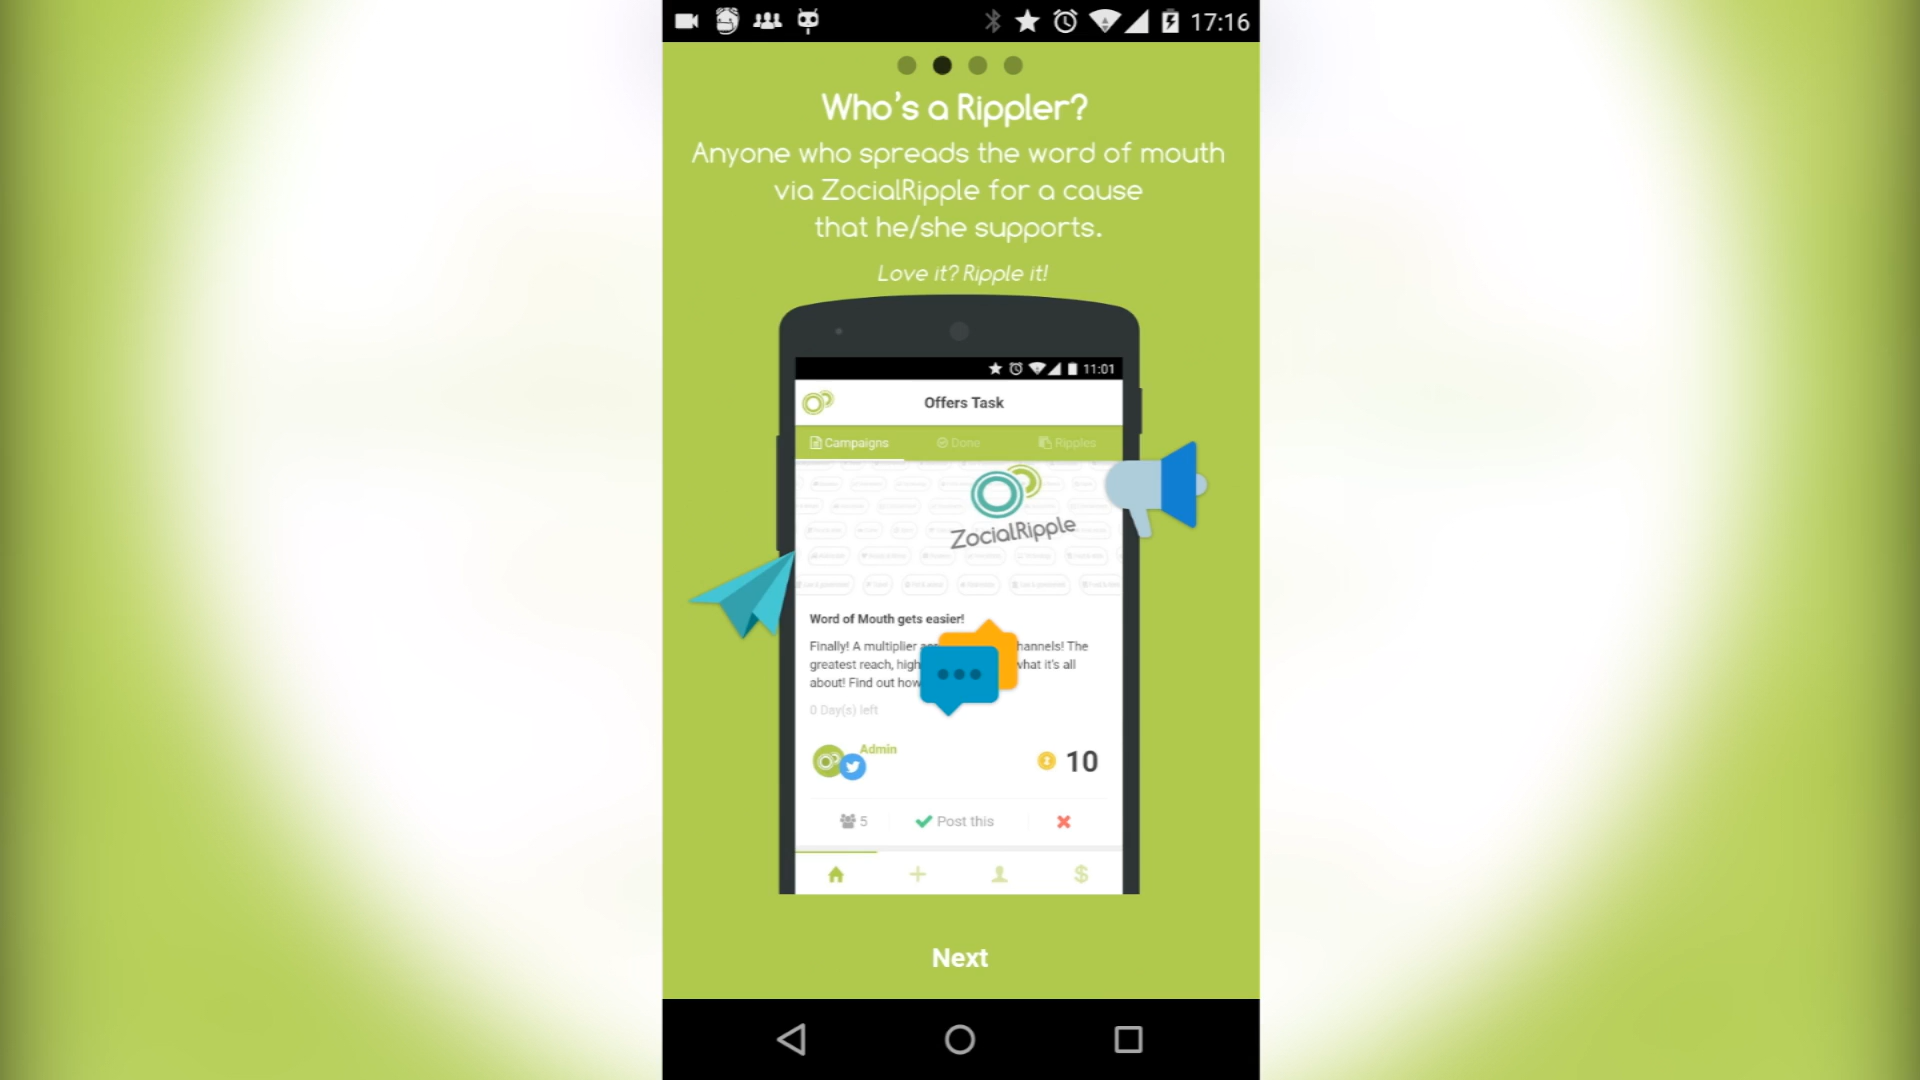 17:16
Who's a Rippler?
Anyone who spreads the word of mouth
via ZocialRipple for a cause
that he/she supports.
Love it? Ripple it!
11:01
Offers Task
Campaigns Done Ripples
ZocialRipple
Word of Mouth gets easier!
Finally! A multiplier hannels! The
greatest reach, high what it's all
about! Find out how
0 Day(s) left
Admin
10
5 Post this
Next